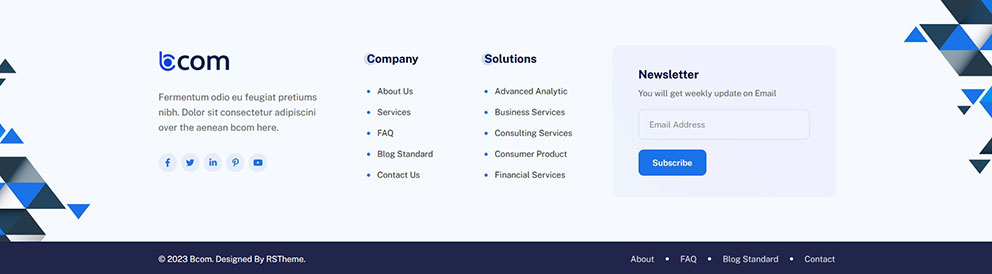 bcom
Fermentum odio eu feugiat pretiums
nibh. Dolor sit consectetur adipiscini
over the aenean bcom here.
Company
About Us
Services
FAQ
Blog Standard
Contact Us
Solutions
Advanced Analytic
Business Services
Consulting Services
Consumer Product
Financial Services
Newsletter
You will get weekly update on Email
Email Address
Subscribe
© 2023 Bcom. Designed By RSTheme.
About • FAQ • Blog Standard • Contact